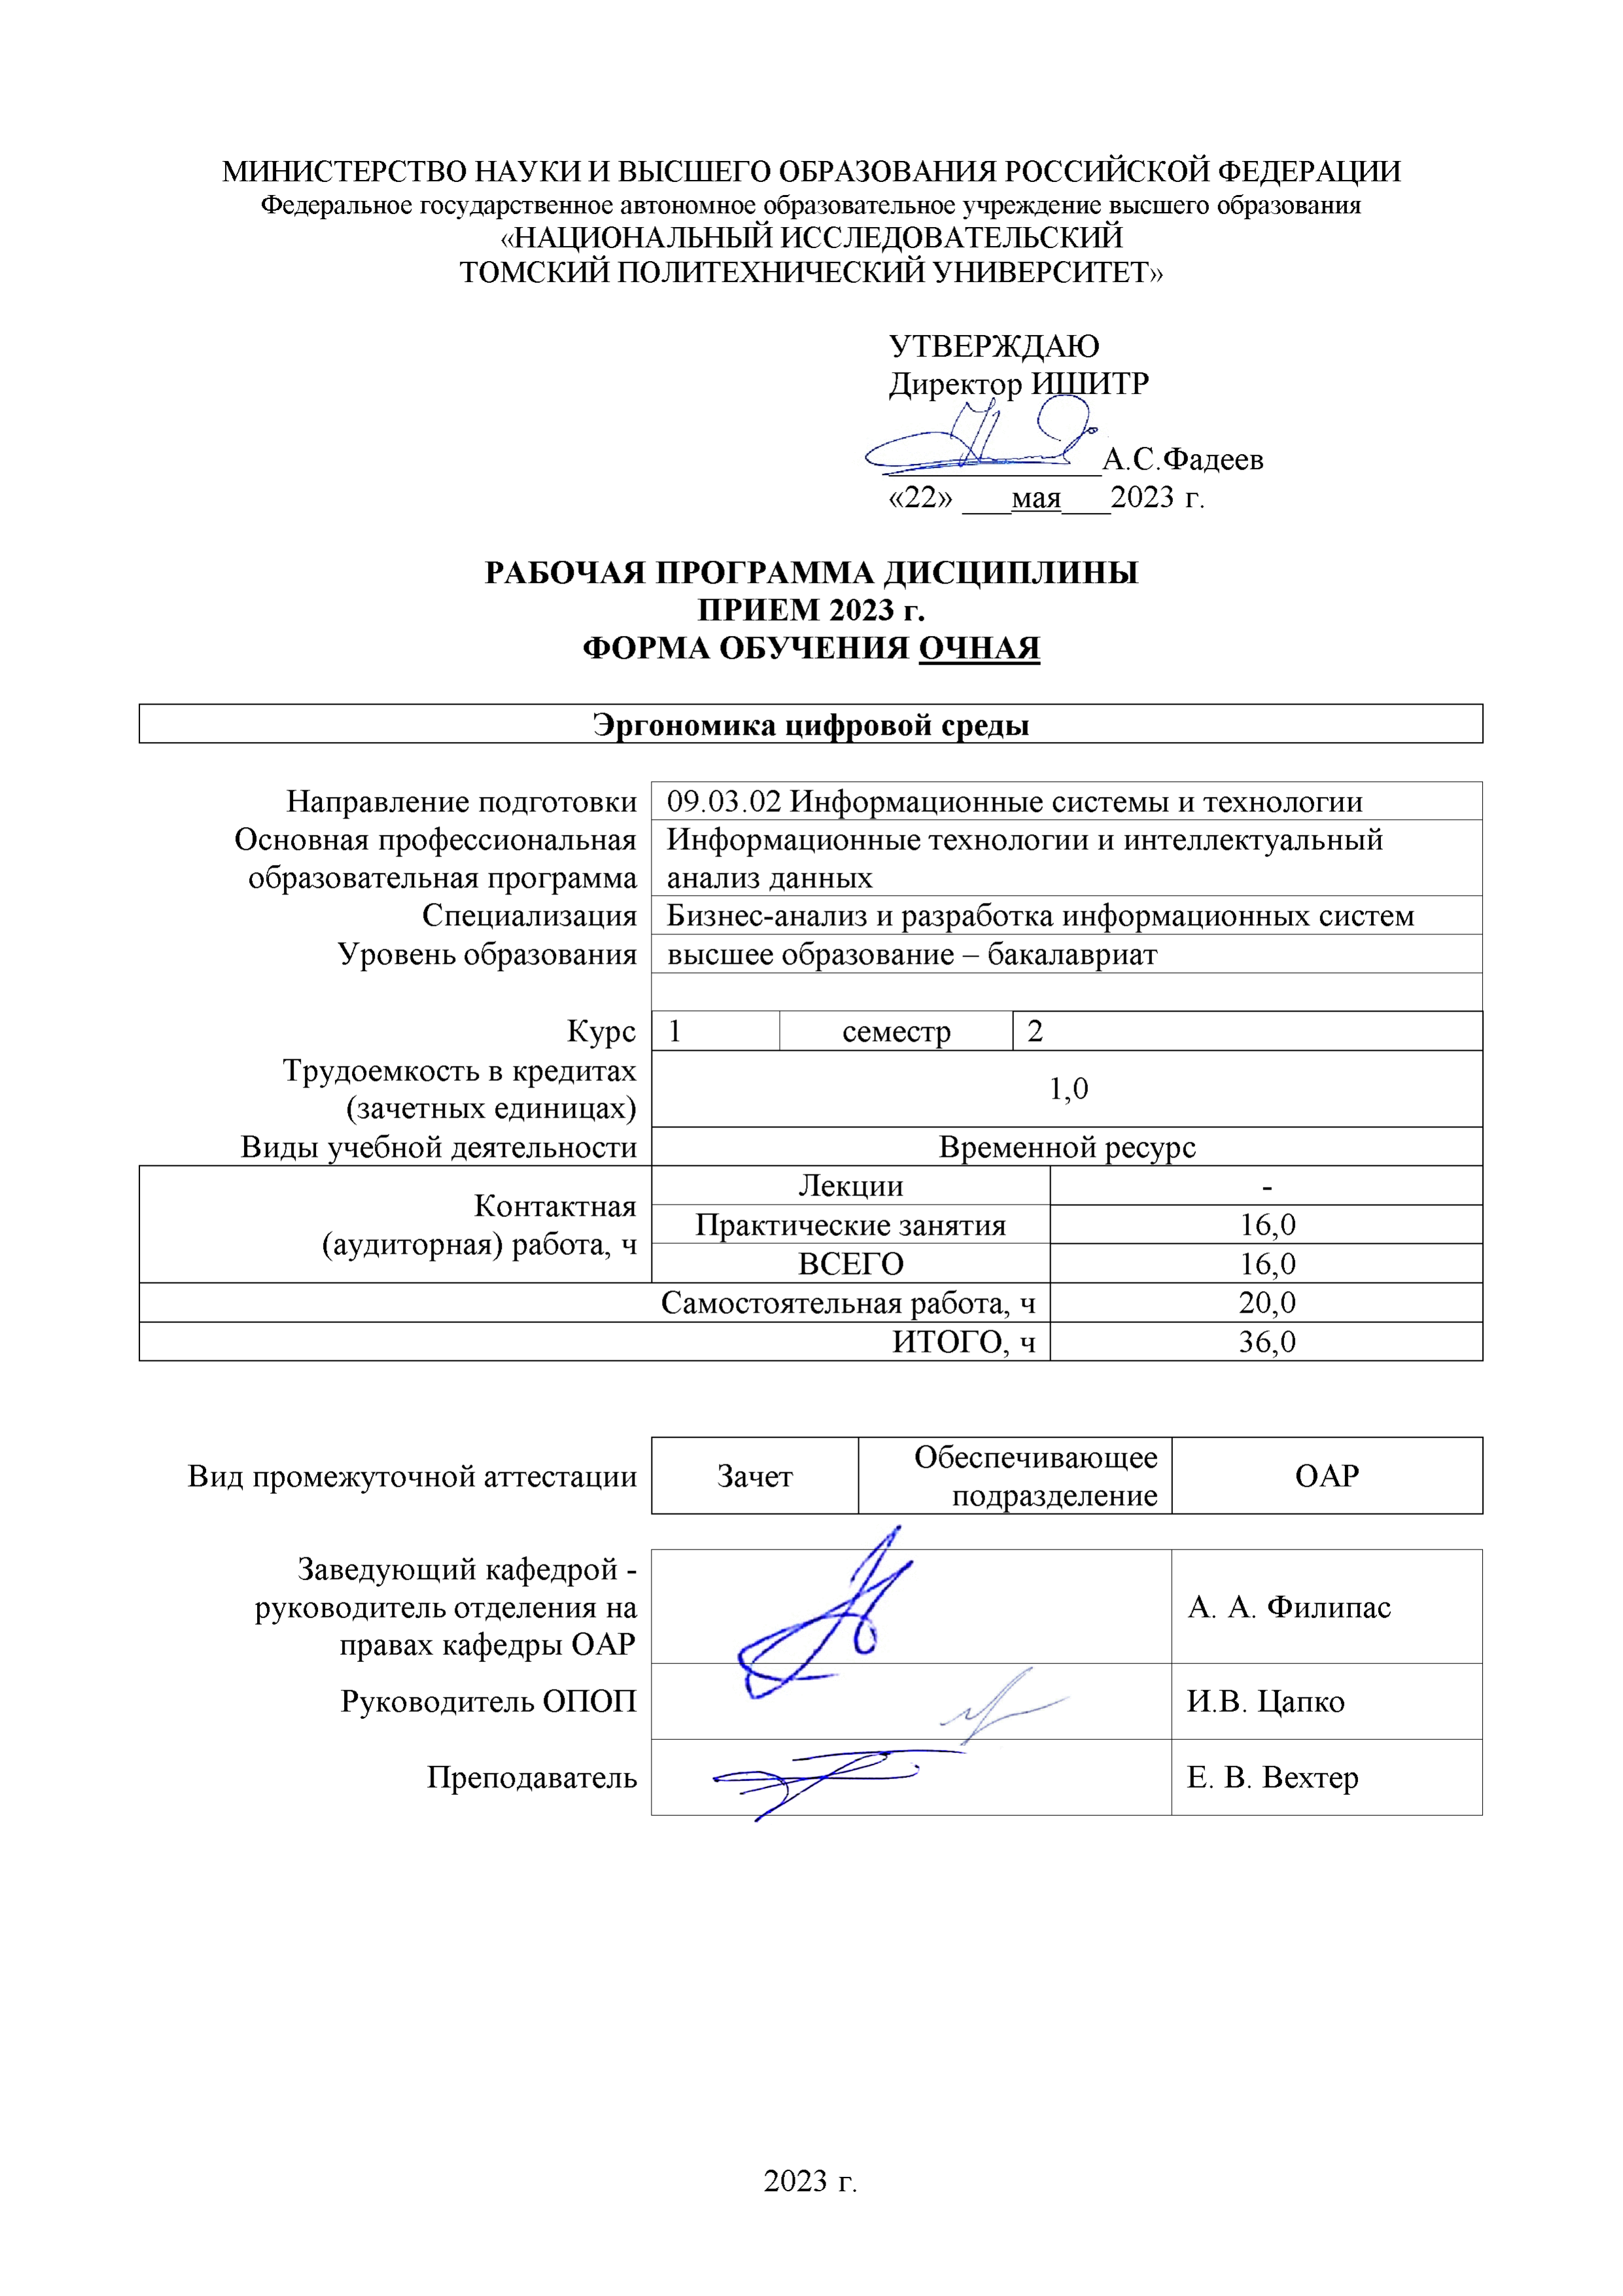 МИНИСТЕРСТВО НАУКИ И ВЫСШЕГО ОБРАЗОВАНИЯ РОССИЙСКОЙ ФЕДЕРАЦИИ
Федеральное государственное автономное образовательное учреждение высшего образования
«НАЦИОНАЛЬНЫЙ ИССЛЕДОВАТЕЛЬСКИЙ
ТОМСКИЙ ПОЛИТЕХНИЧЕСКИЙ УНИВЕРСИТЕТ»
УТВЕРЖДАЮ
Директор ИШИТР
А.С.Фадеев
«22» ___мая___2023 г.
РАБОЧАЯ ПРОГРАММА ДИСЦИПЛИНЫ
ПРИЕМ 2023 г.
ФОРМА ОБУЧЕНИЯ ОЧНАЯ
Эргономика цифровой среды
Направление подготовки 09.03.02 Информационные системы и технологии
Основная профессиональная Информационные технологии и интеллектуальный
образовательная программа анализ данных
Специализация Бизнес-анализ и разработка информационных систем
Уровень образования высшее образование – бакалавриат
Курс 1 семестр 2
Трудоемкость в кредитах
(зачетных единицах) 1,0
Виды учебной деятельности Временной ресурс
Контактная
(аудиторная) работа, ч
Лекции -
Практические занятия 16,0
ВСЕГО 16,0
Самостоятельная работа, ч 20,0
ИТОГО, ч 36,0
Вид промежуточной аттестации Зачет Обеспечивающее
подразделение ОАР
Заведующий кафедрой -
руководитель отделения на
правах кафедры ОАР А. А. Филипас
Руководитель ОПОП И.В. Цапко
Преподаватель Е. В. Вехтер
2023 г.